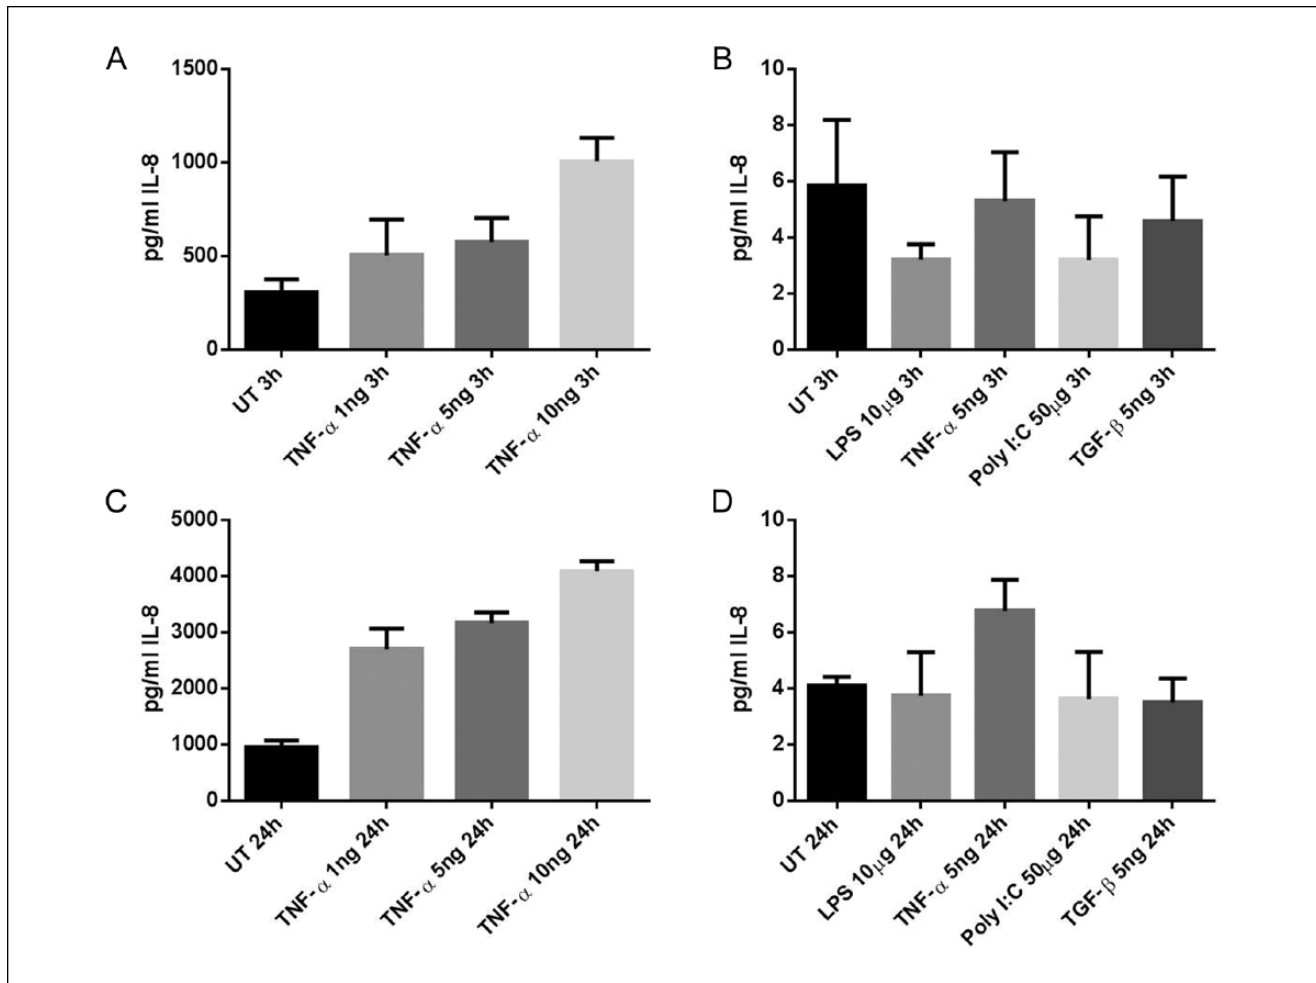 A
1500
1000
500
0
pg/ml IL-8
UT 3h
TNF-α 1ng 3h
TNF-α 5ng 3h
TNF-α 10ng 3h
B
10
8
6
4
2
0
pg/ml IL-8
UT 3h
LPS 10μg 3h
TNF-α 5ng 3h
Poly I:C 50μg 3h
TGF-β 5ng 3h
C
5000
4000
3000
2000
1000
0
pg/ml IL-8
UT 24h
TNF-α 1ng 24h
TNF-α 5ng 24h
TNF-α 10ng 24h
D
10
8
6
4
2
0
pg/ml IL-8
UT 24h
LPS 10μg 24h
TNF-α 5ng 24h
Poly I:C 50μg 24h
TGF-β 5ng 24h